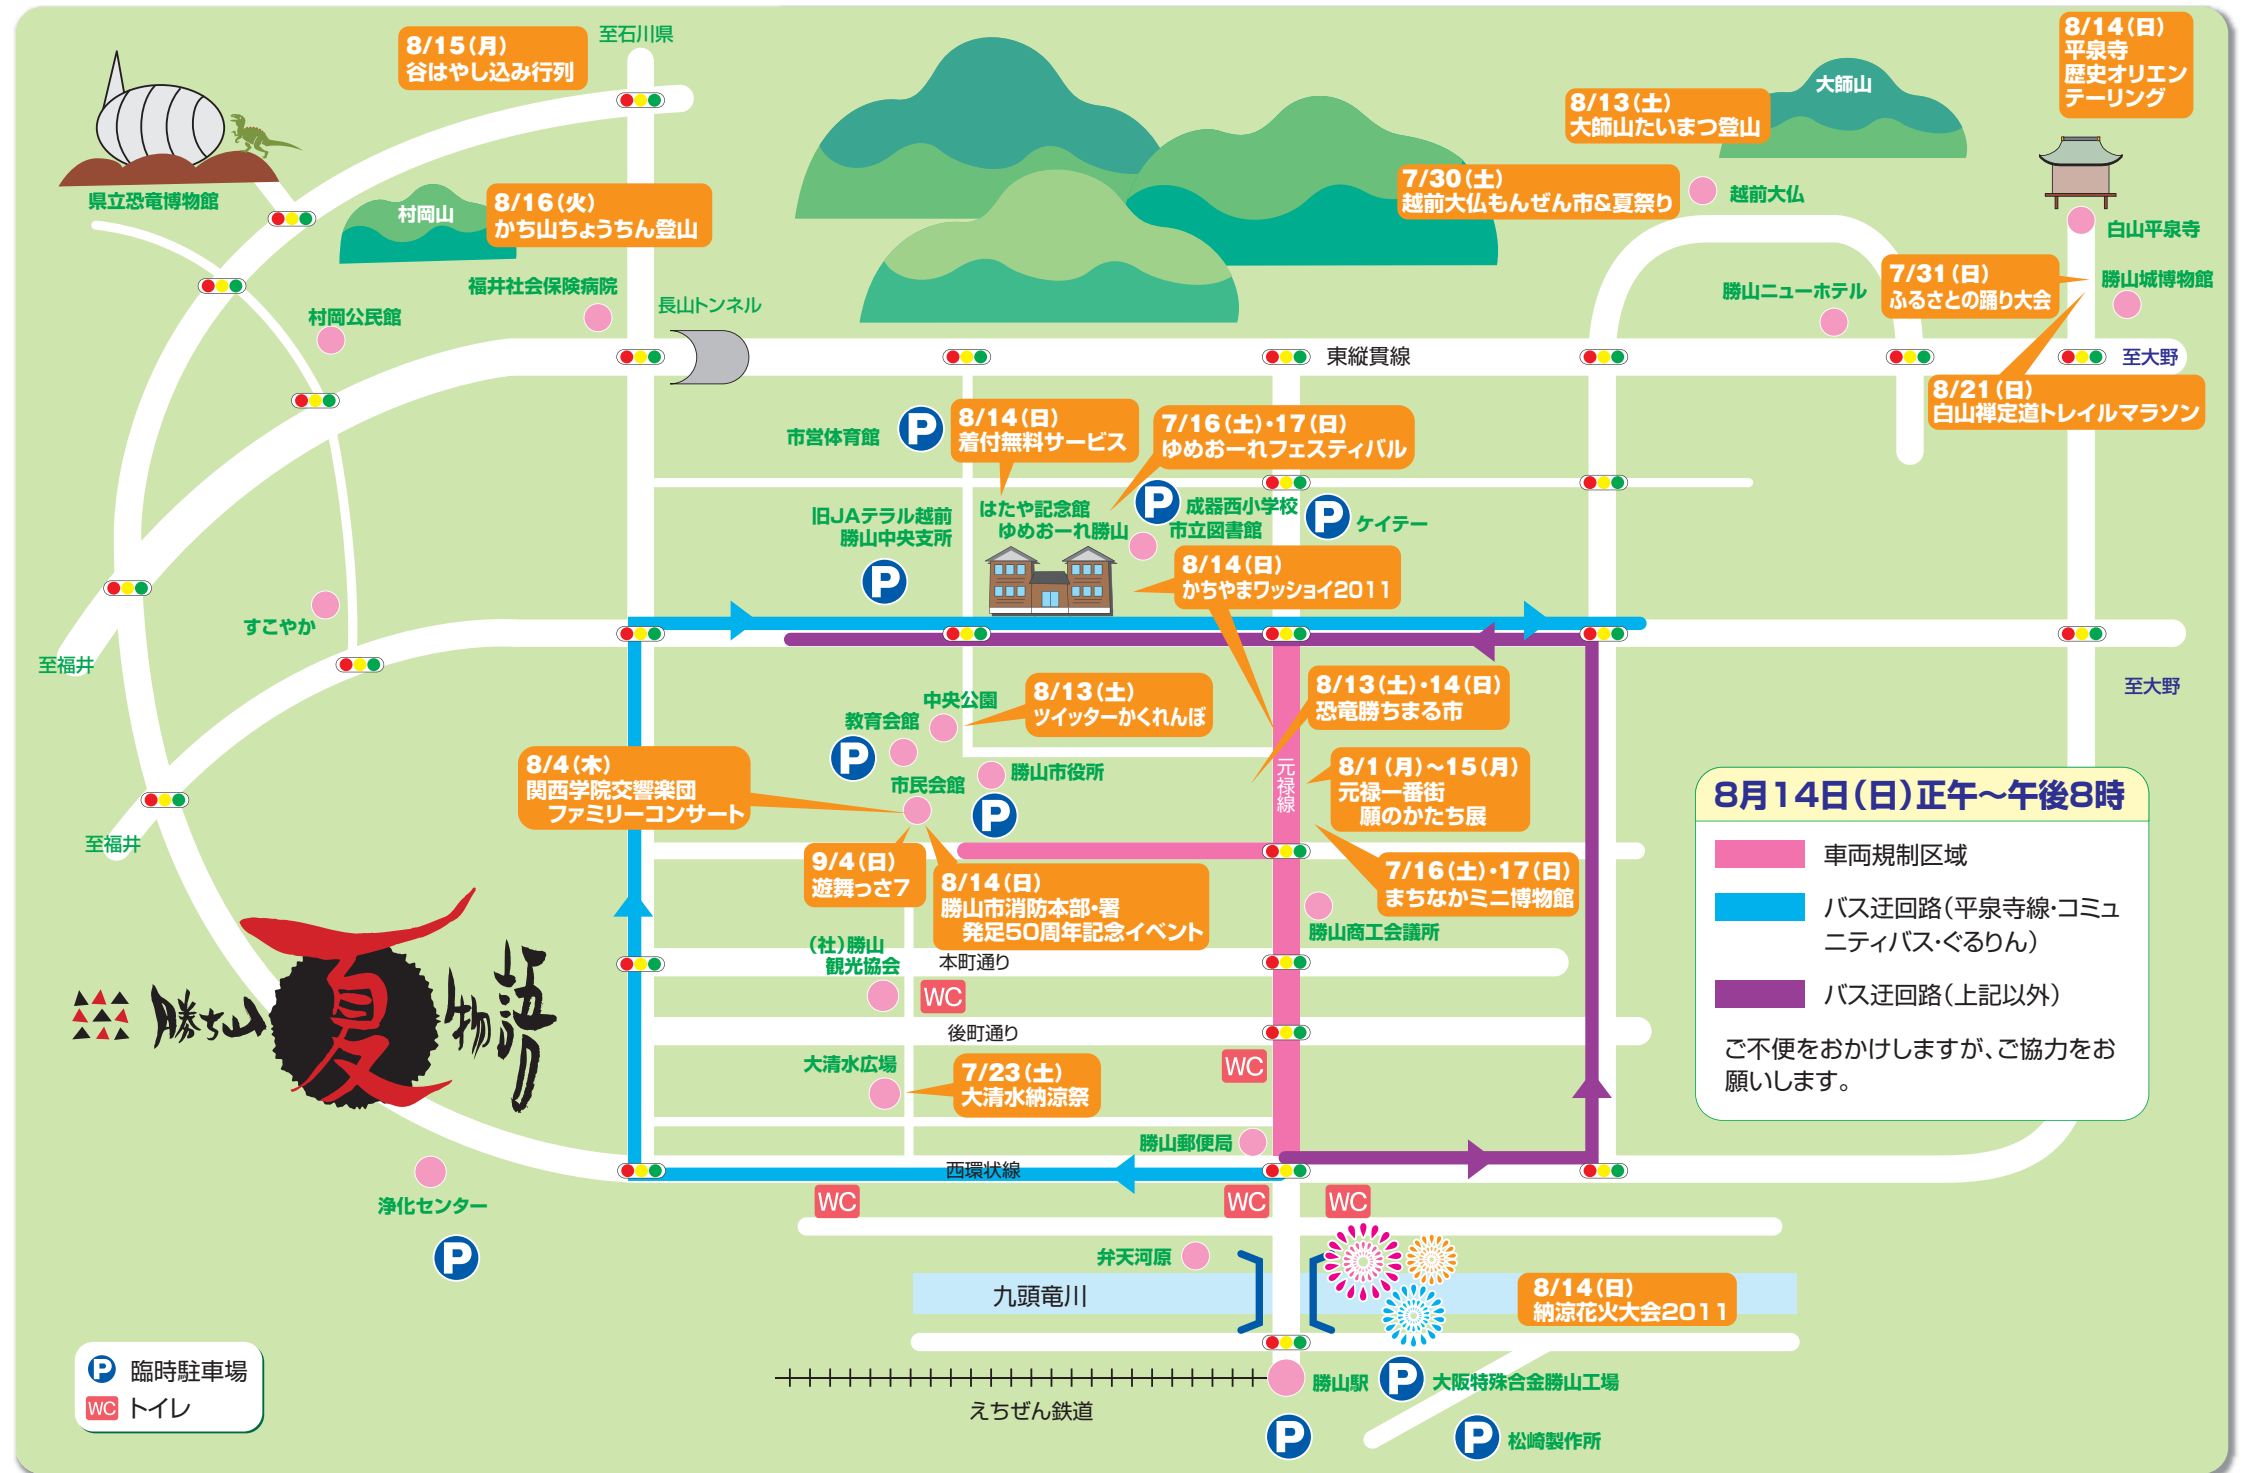 8/15(月)
谷はやし込み行列
至石川県
8/14(日)
平泉寺
歴史オリエン
テーリング
大師山
8/13(土)
大師山たいまつ登山
県立恐竜博物館
村岡山
8/16(火)
かち山ちょうちん登山
7/30(土)
越前大仏もんぜん市&夏祭り
越前大仏
白山平泉寺
福井社会保険病院
長山トンネル
村岡公民館
勝山ニューホテル
7/31(日)
ふるさとの踊り大会
勝山城博物館
東縦貫線
至大野
8/21(日)
白山禅定道トレイルマラソン
市営体育館
P
8/14(日)
着付無料サービス
7/16(土)・17(日)
ゆめおーれフェスティバル
旧JAテラル越前
勝山中央支所
P
はたや記念館
ゆめおーれ勝山
P
成器西小学校
市立図書館
P
ケイテー
8/14(日)
かちやまワッショイ2011
すこやか
至福井
至大野
中央公園
8/13(土)
ツイッターかくれんぼ
8/13(土)・14(日)
恐竜勝ちまる市
教育会館
P
8/4(木)
関西学院交響楽団
ファミリーコンサート
市民会館
勝山市役所
P
元禄線
8/1(月)〜15(月)
元禄一番街
願のかたち展
至福井
9/4(日)
遊舞っさ7
8/14(日)
勝山市消防本部・署
発足50周年記念イベント
7/16(土)・17(日)
まちなかミニ博物館
8月14日(日)正午〜午後8時
車両規制区域
バス迂回路(平泉寺線・コミュ
ニティバス・ぐるりん)
バス迂回路(上記以外)
ご不便をおかけしますが、ご協力をお
願いします。
勝山商工会議所
(社)勝山
観光協会
本町通り
WC
勝ち山夏物語
後町通り
WC
大清水広場
7/23(土)
大清水納涼祭
勝山郵便局
西環状線
浄化センター
P
WC
WC
WC
弁天河原
九頭竜川
8/14(日)
納涼花火大会2011
P 臨時駐車場
WC トイレ
えちぜん鉄道
勝山駅
P
大阪特殊合金勝山工場
P
P
松崎製作所